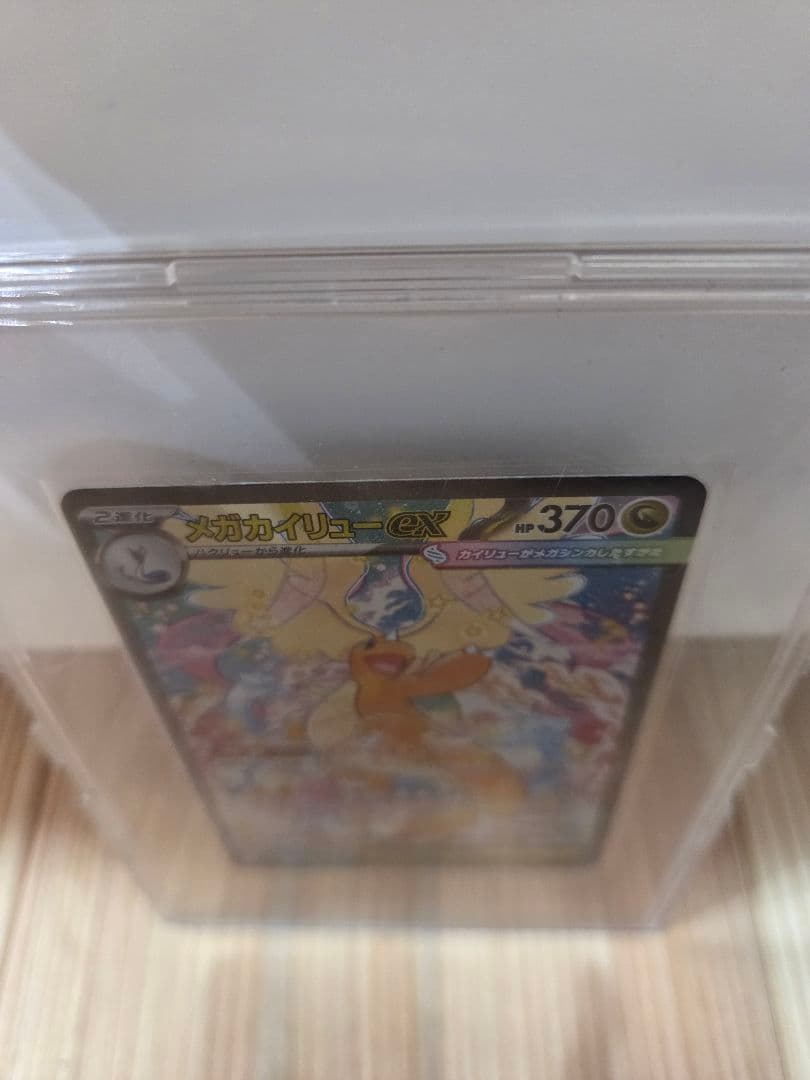 2進化 メガカイリューex HP370
ハクリューから進化 カイリューがメガシンカしたすがた